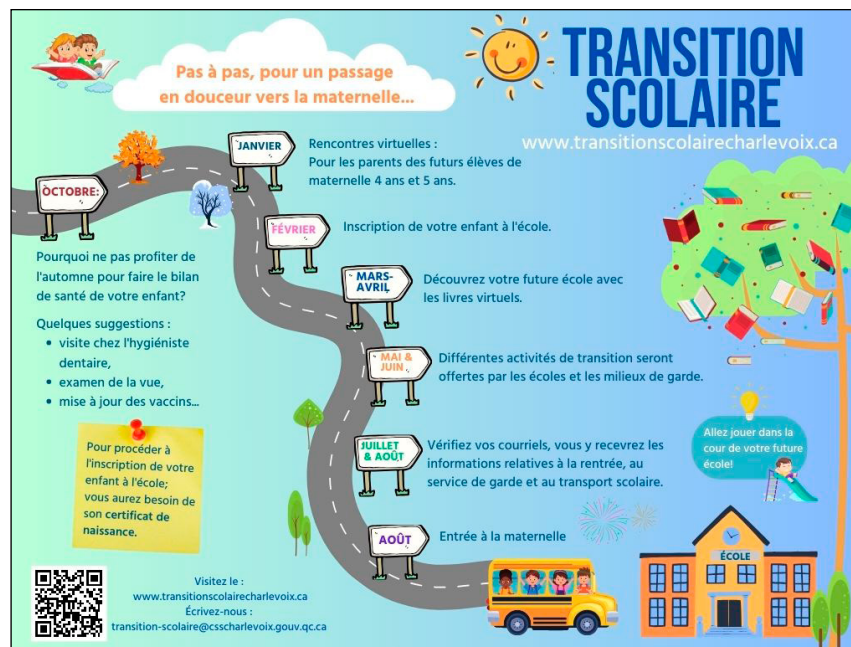 Pas à pas, pour un passage
en douceur vers la maternelle...
TRANSITION
SCOLAIRE
www.transitionscolairecharlevoix.ca
OCTOBRE:
Pourquoi ne pas profiter de
l'automne pour faire le bilan
de santé de votre enfant?
Quelques suggestions :
• visite chez l'hygiéniste
dentaire,
• examen de la vue,
• mise à jour des vaccins...
JANVIER
Rencontres virtuelles :
Pour les parents des futurs élèves de
maternelle 4 ans et 5 ans.
FÉVRIER
Inscription de votre enfant à l'école.
MARS-
AVRIL
Découvrez votre future école avec
les livres virtuels.
MAI &
JUIN
Différentes activités de transition seront
offertes par les écoles et les milieux de garde.
JUILLET
& AOÛT
Vérifiez vos courriels, vous y recevrez les
informations relatives à la rentrée, au
service de garde et au transport scolaire.
AOÛT
Entrée à la maternelle
Pour procéder à
l'inscription de votre
enfant à l'école;
vous aurez besoin de
son certificat de
naissance.
Allez jouer dans la
cour de votre future
école!
ÉCOLE
Visitez le :
www.transitionscolairecharlevoix.ca
Écrivez-nous :
transition-scolaire@csscharlevoix.gouv.qc.ca